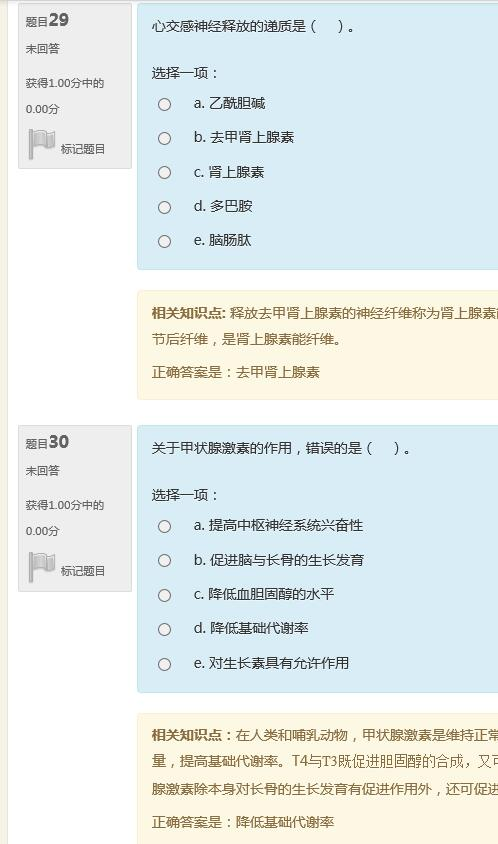 题目29
未回答
获得1.00分中的
0.00分
标记题目
心交感神经释放的递质是（ ）。
选择一项：
a. 乙酰胆碱
b. 去甲肾上腺素
c. 肾上腺素
d. 多巴胺
e. 脑肠肽
相关知识点: 释放去甲肾上腺素的神经纤维称为肾上腺素
节后纤维，是肾上腺素能纤维。
正确答案是：去甲肾上腺素
题目30
未回答
获得1.00分中的
0.00分
标记题目
关于甲状腺激素的作用，错误的是（ ）。
选择一项：
a. 提高中枢神经系统兴奋性
b. 促进脑与长骨的生长发育
c. 降低血胆固醇的水平
d. 降低基础代谢率
e. 对生长素具有允许作用
相关知识点：在人类和哺乳动物，甲状腺激素是维持正常
量，提高基础代谢率。T4与T3既促进胆固醇的合成，又可
腺激素除本身对长骨的生长发育有促进作用外，还可促进
正确答案是：降低基础代谢率